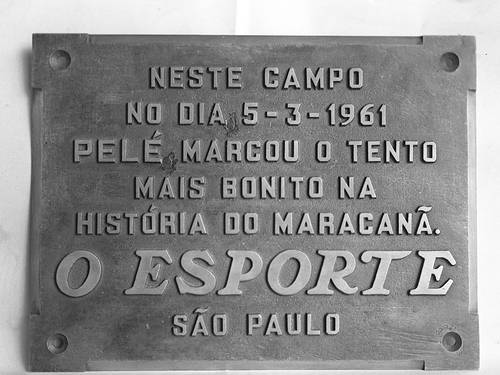 NESTE CAMPO
NO DIA 5-3-1961
PELÉ MARCOU O TENTO
MAIS BONITO NA
HISTÓRIA DO MARACANÃ.
O ESPORTE
SÃO PAULO